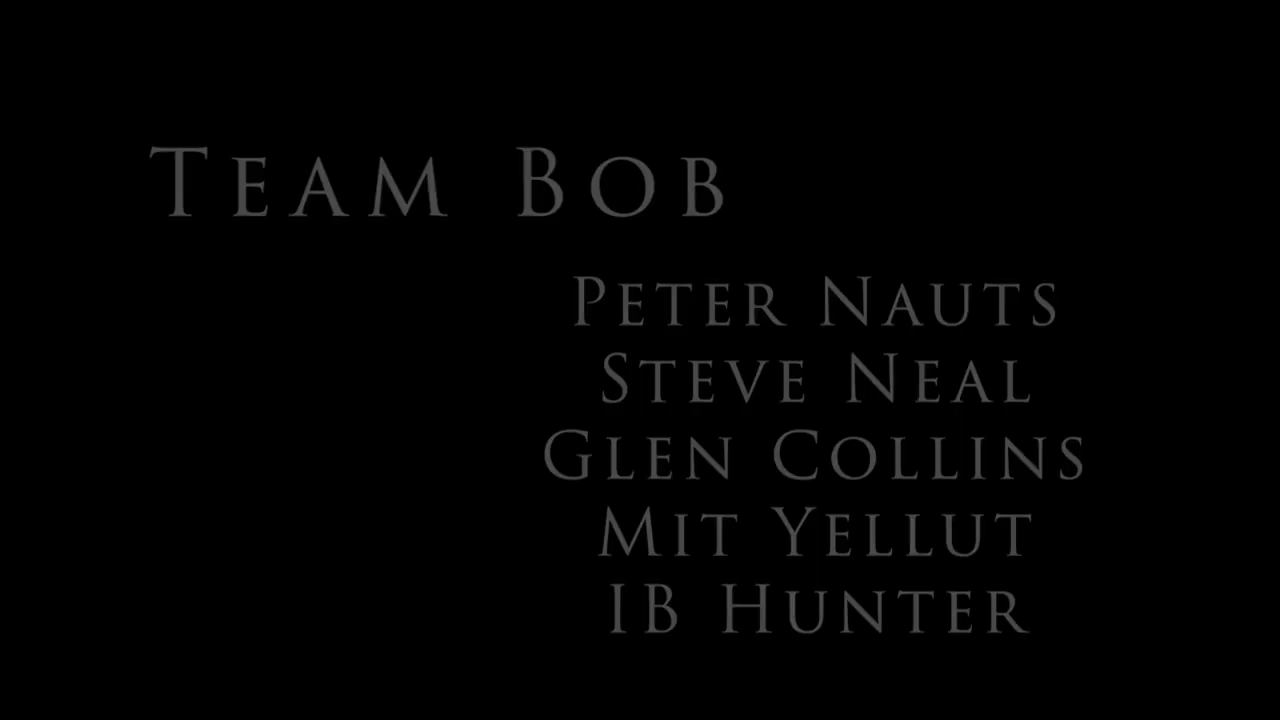 Team Bob
Peter Nauts
Steve Neal
Glen Collins
Mit Yellut
IB Hunter